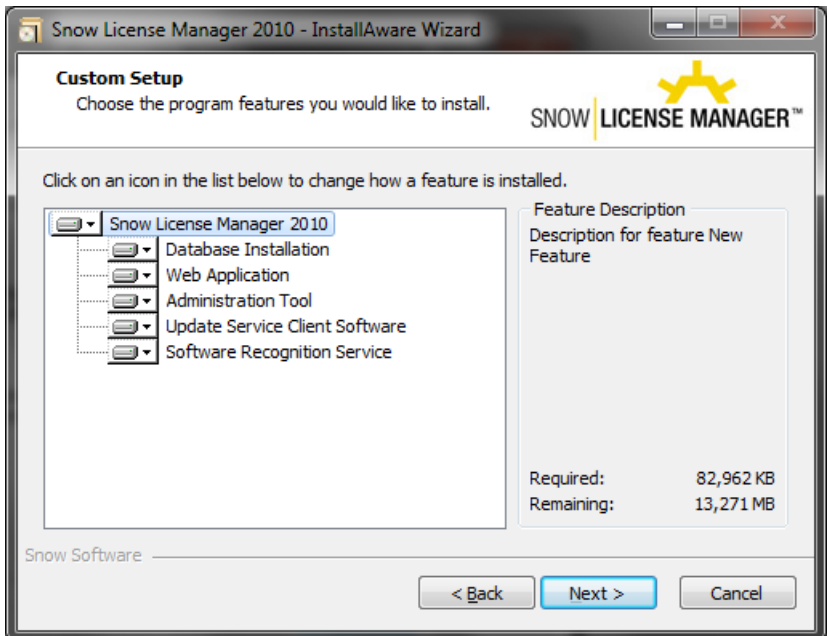 Snow License Manager 2010 - InstallAware Wizard
Custom Setup
Choose the program features you would like to install.
SNOW LICENSE MANAGER™
Click on an icon in the list below to change how a feature is installed.
Snow License Manager 2010
Database Installation
Web Application
Administration Tool
Update Service Client Software
Software Recognition Service
Feature Description
Description for feature New
Feature
Required: 82,962 KB
Remaining: 13,271 MB
Snow Software
< Back Next > Cancel